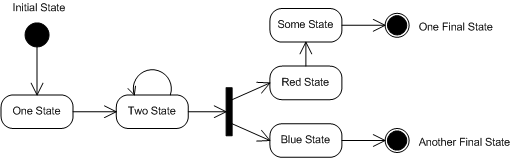 Initial State
Some State
One Final State
Red State
One State
Two State
Blue State
Another Final State